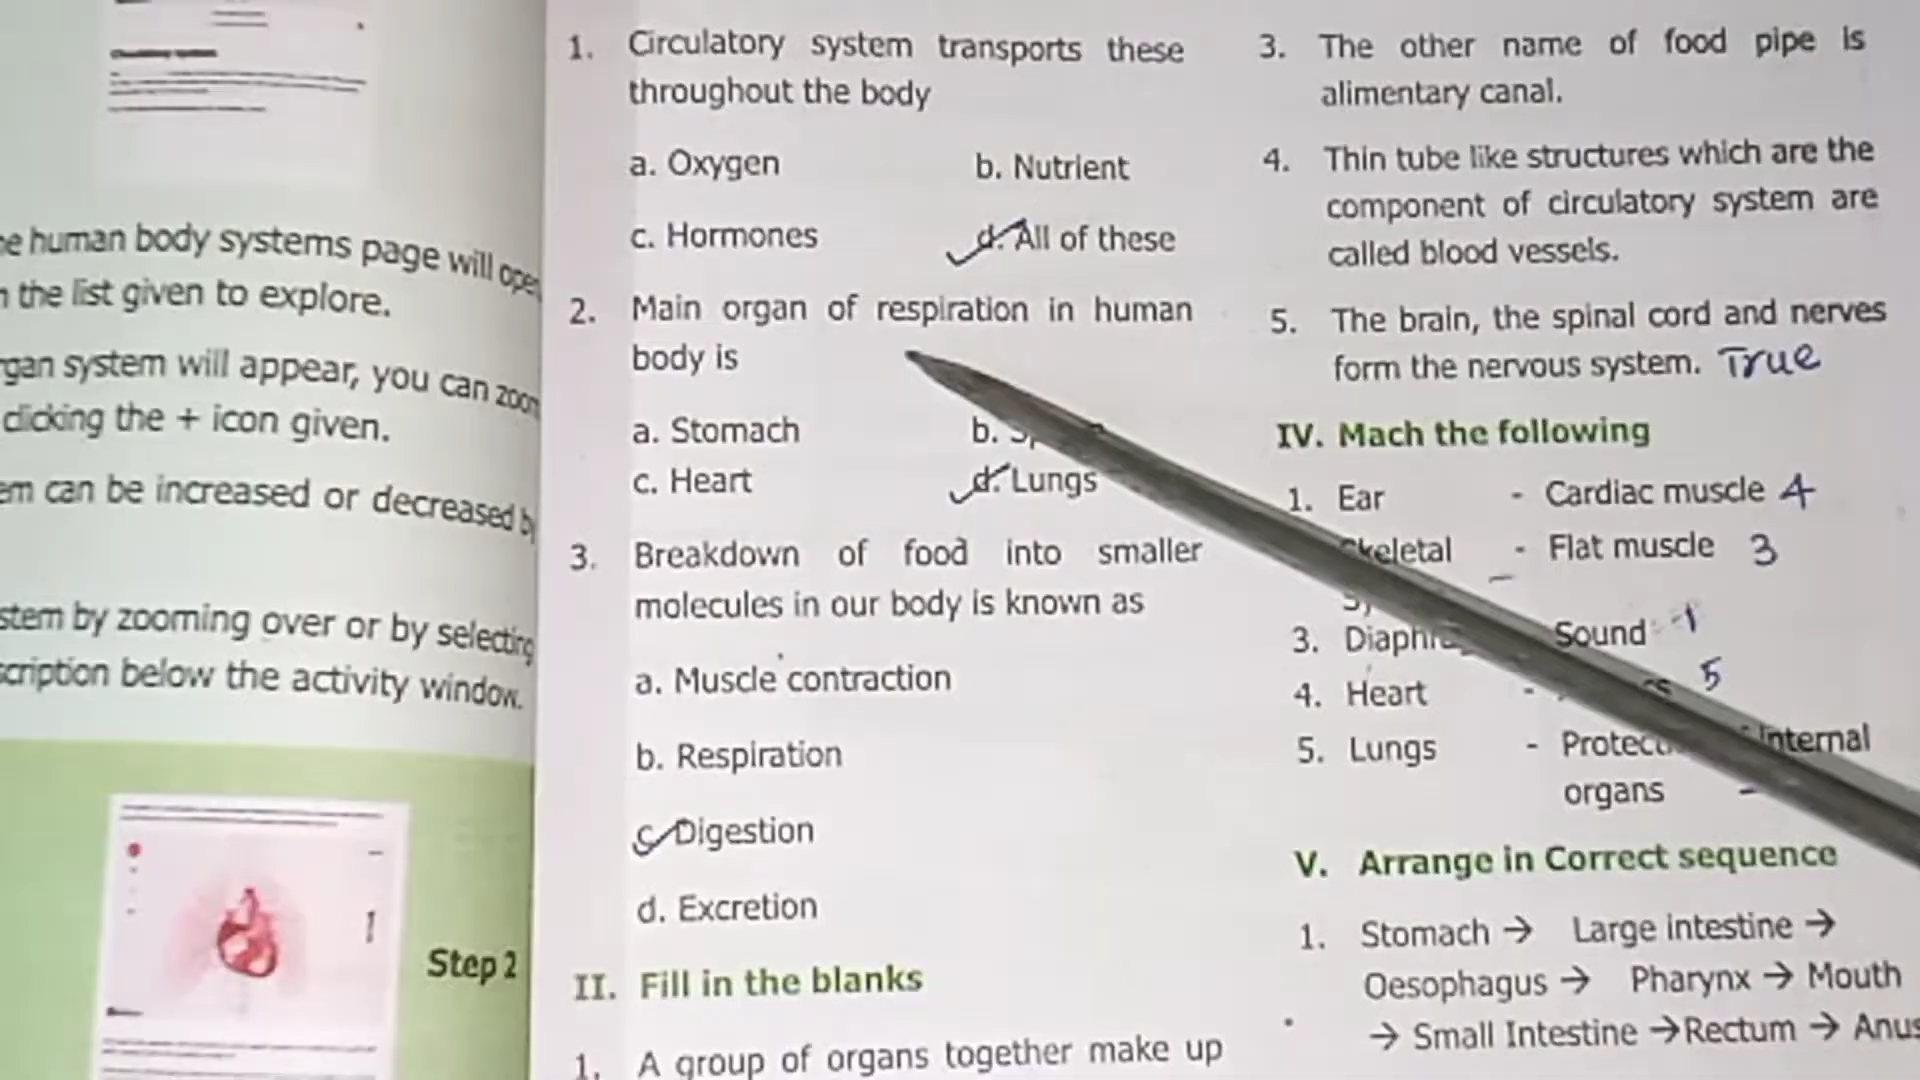 e human body systems page will open
the list given to explore.
gan system will appear, you can zoom
clicking the + icon given.
em can be increased or decreased by
stem by zooming over or by selecting
cription below the activity window.
Step 2
1. Circulatory system transports these
throughout the body
a. Oxygen b. Nutrient
c. Hormones d. All of these
2. Main organ of respiration in human
body is
a. Stomach b.
c. Heart d. Lungs
3. Breakdown of food into smaller
molecules in our body is known as
a. Muscle contraction
b. Respiration
c. Digestion
d. Excretion
II. Fill in the blanks
1. A group of organs together make up
3. The other name of food pipe is
alimentary canal.
4. Thin tube like structures which are the
component of circulatory system are
called blood vessels.
5. The brain, the spinal cord and nerves
form the nervous system. True
IV. Mach the following
1. Ear - Cardiac muscle 4
Skeletal - Flat muscle 3
3. Sound - 1
4. Heart - 5
5. Lungs - internal
organs -
V. Arrange in Correct sequence
1. Stomach → Large intestine →
Oesophagus → Pharynx → Mouth
→ Small Intestine → Rectum → Anus